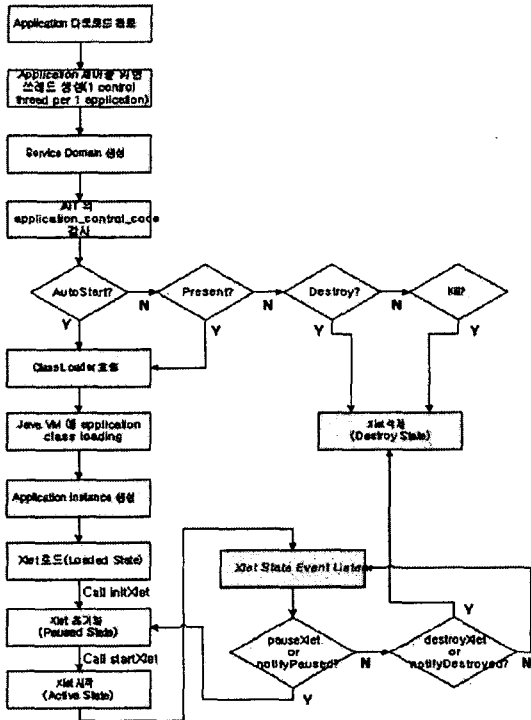 Application 다운로드 완료
Application 제어를 위한
쓰레드 생성(1 control
thread per 1 application)
Service Domain 생성
AIT 의
application_control_code
검사
AutoStart?
N
Present?
N
Destroy?
N
Kill?
Y
Y
Y
Y
ClassLoader 호출
Java VM 에 application
class loading
Xlet 삭제
(Destroy State)
Application Instance 생성
Xlet 로드(Loaded State)
Xlet State Event Listener
Call initXlet
Xlet 초기화
(Paused State)
Y
pauseXlet
or
notifyPaused?
N
destroyXlet
or
notifyDestroyed?
N
Call startXlet
Y
Xlet 시작
(Active State)